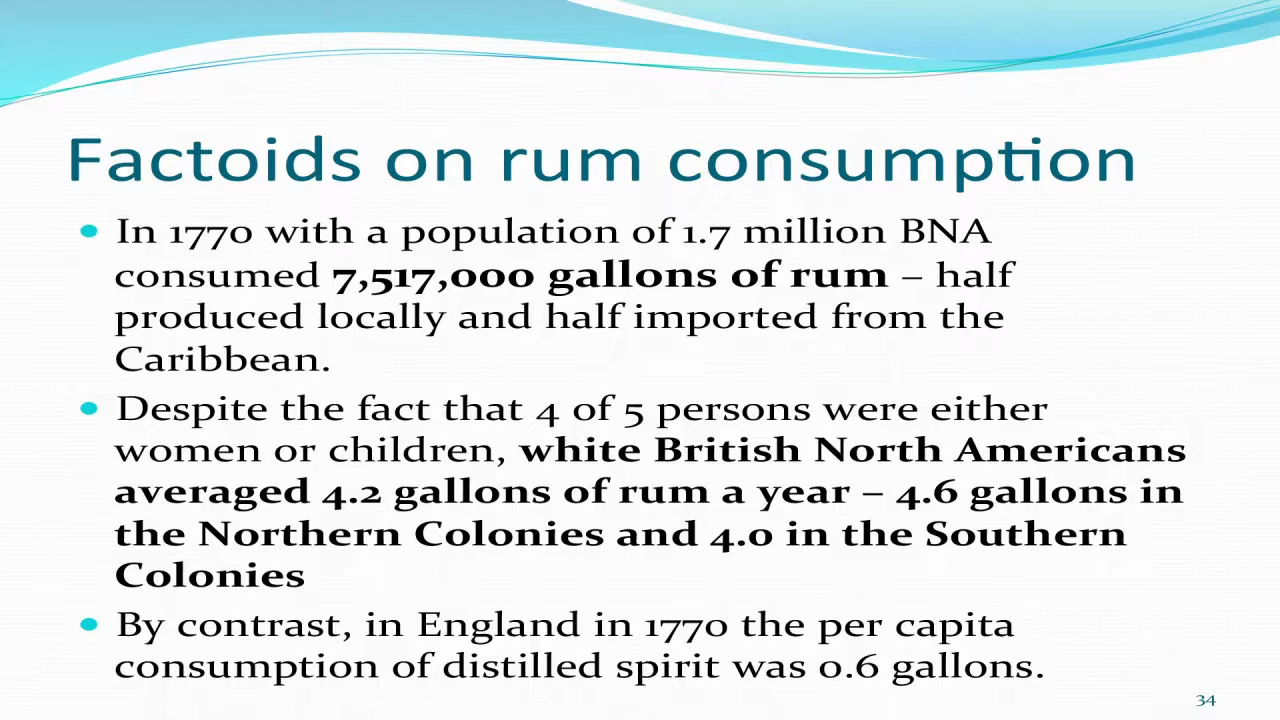 Factoids on rum consumption
• In 1770 with a population of 1.7 million BNA
consumed 7,517,000 gallons of rum – half
produced locally and half imported from the
Caribbean.
• Despite the fact that 4 of 5 persons were either
women or children, white British North Americans
averaged 4.2 gallons of rum a year – 4.6 gallons in
the Northern Colonies and 4.0 in the Southern
Colonies
• By contrast, in England in 1770 the per capita
consumption of distilled spirit was 0.6 gallons.
34